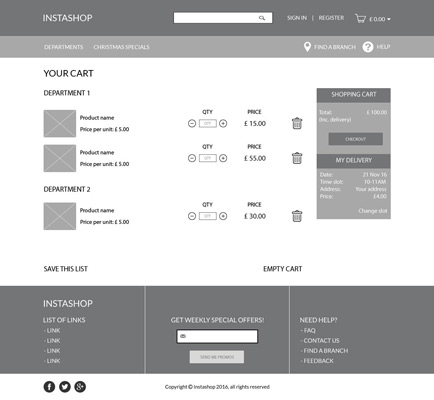 INSTASHOP
SIGN IN | REGISTER
£ 0.00
DEPARTMENTS CHRISTMAS SPECIALS
FIND A BRANCH ? HELP
YOUR CART
DEPARTMENT 1
SHOPPING CART
QTY PRICE
Product name
Price per unit: £ 5.00
£ 15.00
Total: £ 100.00
(Inc. delivery)
CHECKOUT
QTY PRICE
Product name
Price per unit: £ 5.00
£ 55.00
MY DELIVERY
Date: 21 Nov 16
Time slot: 10-11AM
Address: Your address
Price: £4.00
Change slot
DEPARTMENT 2
QTY PRICE
Product name
Price per unit: £ 5.00
£ 30.00
SAVE THIS LIST EMPTY CART
INSTASHOP
LIST OF LINKS
- LINK
- LINK
- LINK
- LINK
GET WEEKLY SPECIAL OFFERS!
SEND ME PROMOS
NEED HELP?
- FAQ
- CONTACT US
- FIND A BRANCH
- FEEDBACK
Copyright © Instashop 2016, all rights reserved